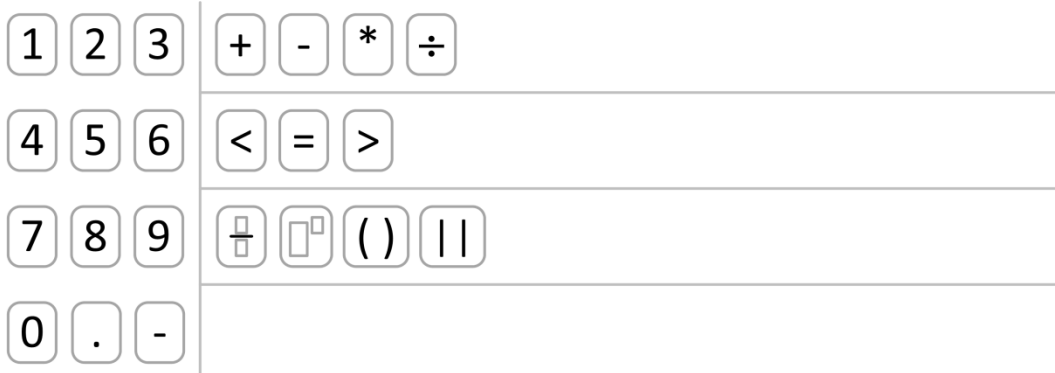 1 2 3 + - * ÷
4 5 6 < = >
7 8 9 ( ) | |
0 . -